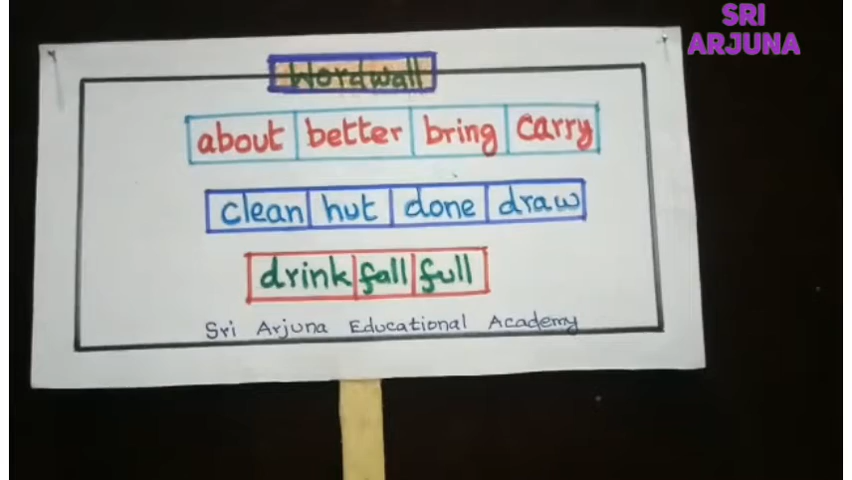 SRI
ARJUNA
Wordwall
about better bring carry
clean hut done draw
drink fall full
Sri Arjuna Educational Academy